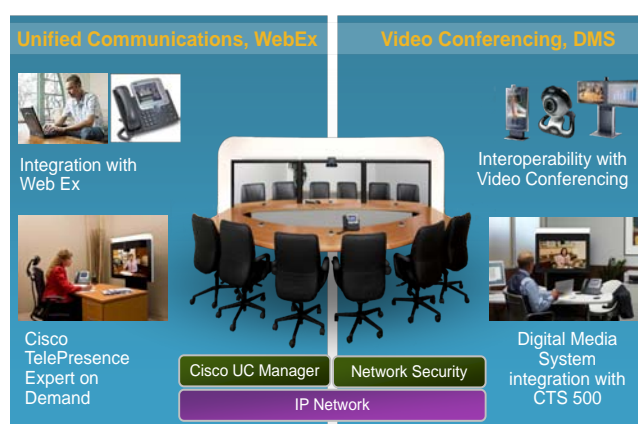 Unified Communications, WebEx
Video Conferencing, DMS
Integration with
Web Ex
Interoperability with
Video Conferencing
Cisco
TelePresence
Expert on
Demand
Digital Media
System
integration with
CTS 500
Cisco UC Manager
Network Security
IP Network